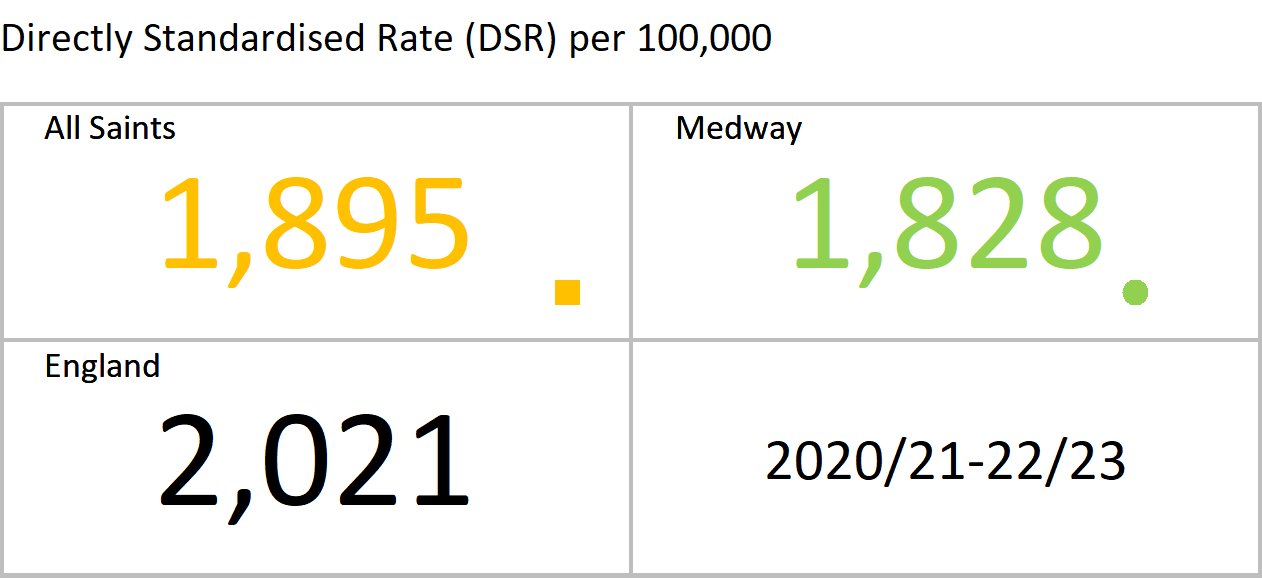 Directly Standardised Rate (DSR) per 100,000
All Saints
1,895
Medway
1,828
England
2,021
2020/21-22/23